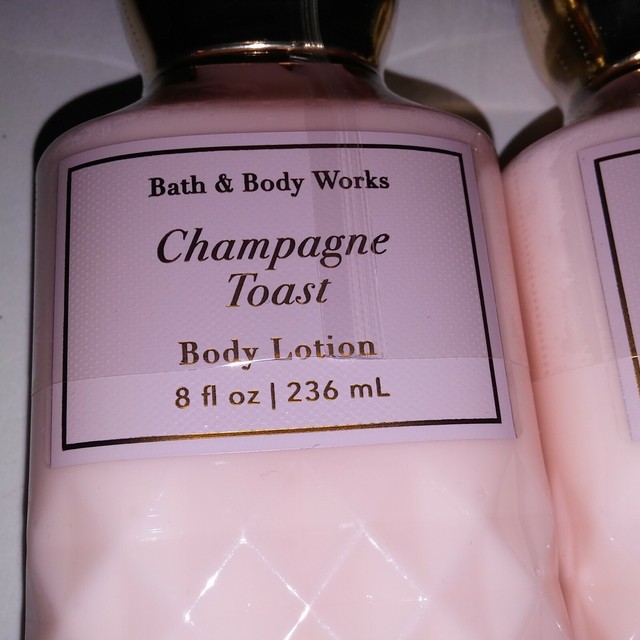 Bath & Body Works
Champagne
Toast
Body Lotion
8 fl oz | 236 mL